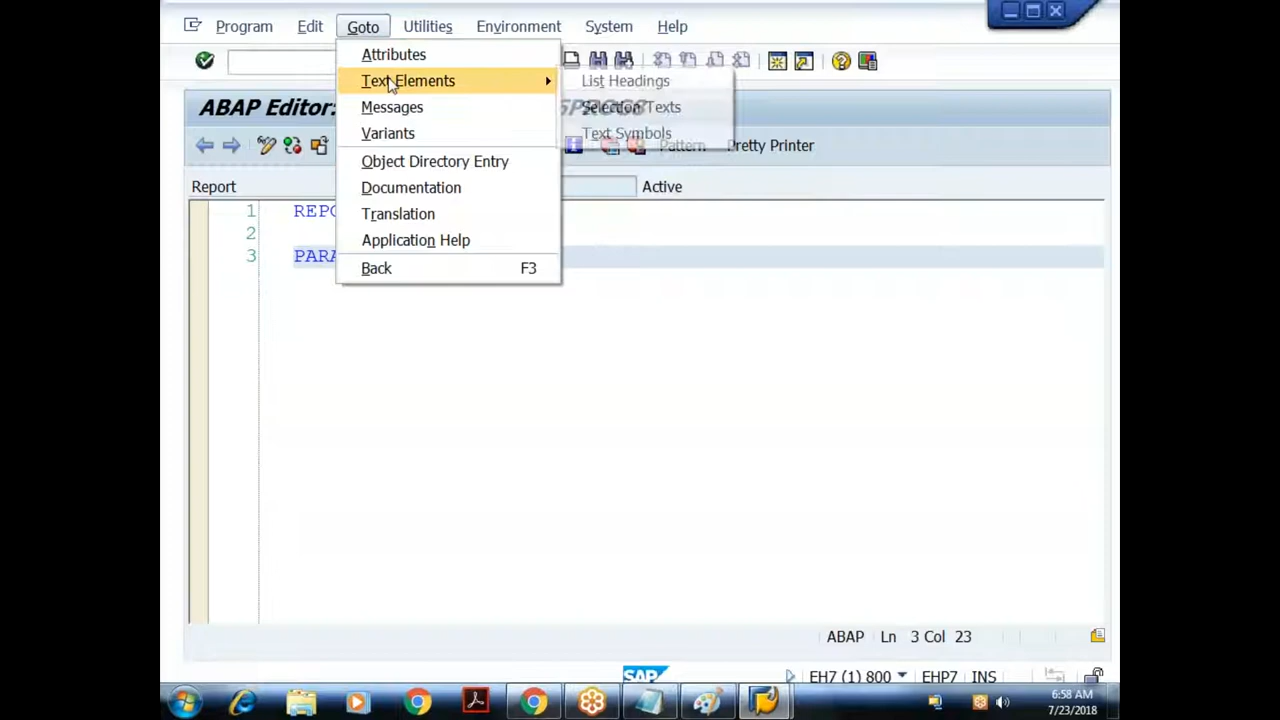 Program Edit Goto Utilities Environment System Help
Attributes
Text Elements
List Headings
ABAP Editor:
Messages
Selection Texts
Variants
Text Symbols
Pattern Pretty Printer
Object Directory Entry
Report
Documentation
Active
1 REPO
Translation
2
Application Help
3 PARA
Back F3
ABAP Ln 3 Col 23
SAP
EH7 (1) 800 EHP7 INS
6:58 AM
7/23/2018